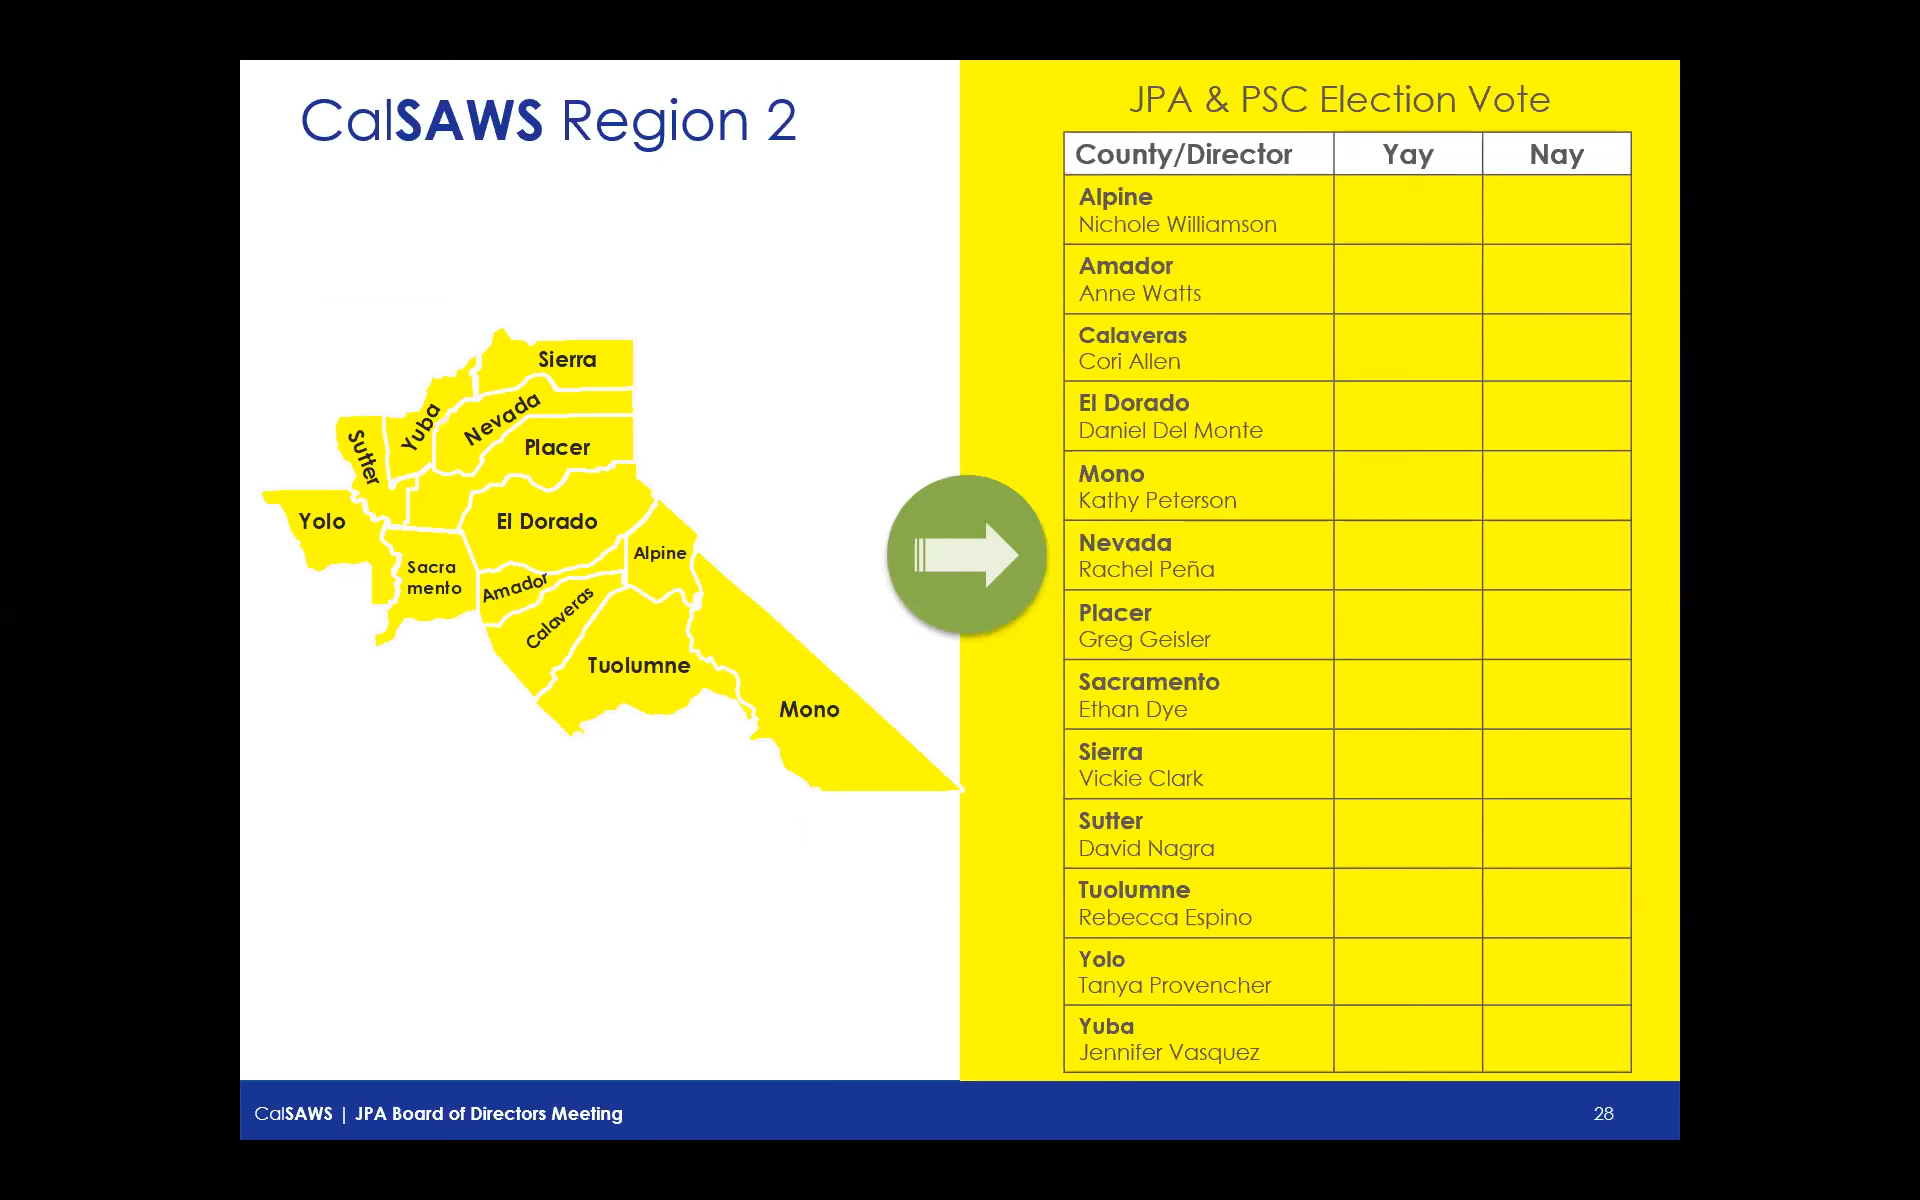 CalSAWS Region 2
Sierra
Yuba
Nevada
Sutter
Placer
Yolo
El Dorado
Alpine
Sacra
mento
Amador
Calaveras
Tuolumne
Mono
JPA & PSC Election Vote
County/Director Yay Nay
Alpine
Nichole Williamson
Amador
Anne Watts
Calaveras
Cori Allen
El Dorado
Daniel Del Monte
Mono
Kathy Peterson
Nevada
Rachel Peña
Placer
Greg Geisler
Sacramento
Ethan Dye
Sierra
Vickie Clark
Sutter
David Nagra
Tuolumne
Rebecca Espino
Yolo
Tanya Provencher
Yuba
Jennifer Vasquez
CalSAWS | JPA Board of Directors Meeting
28